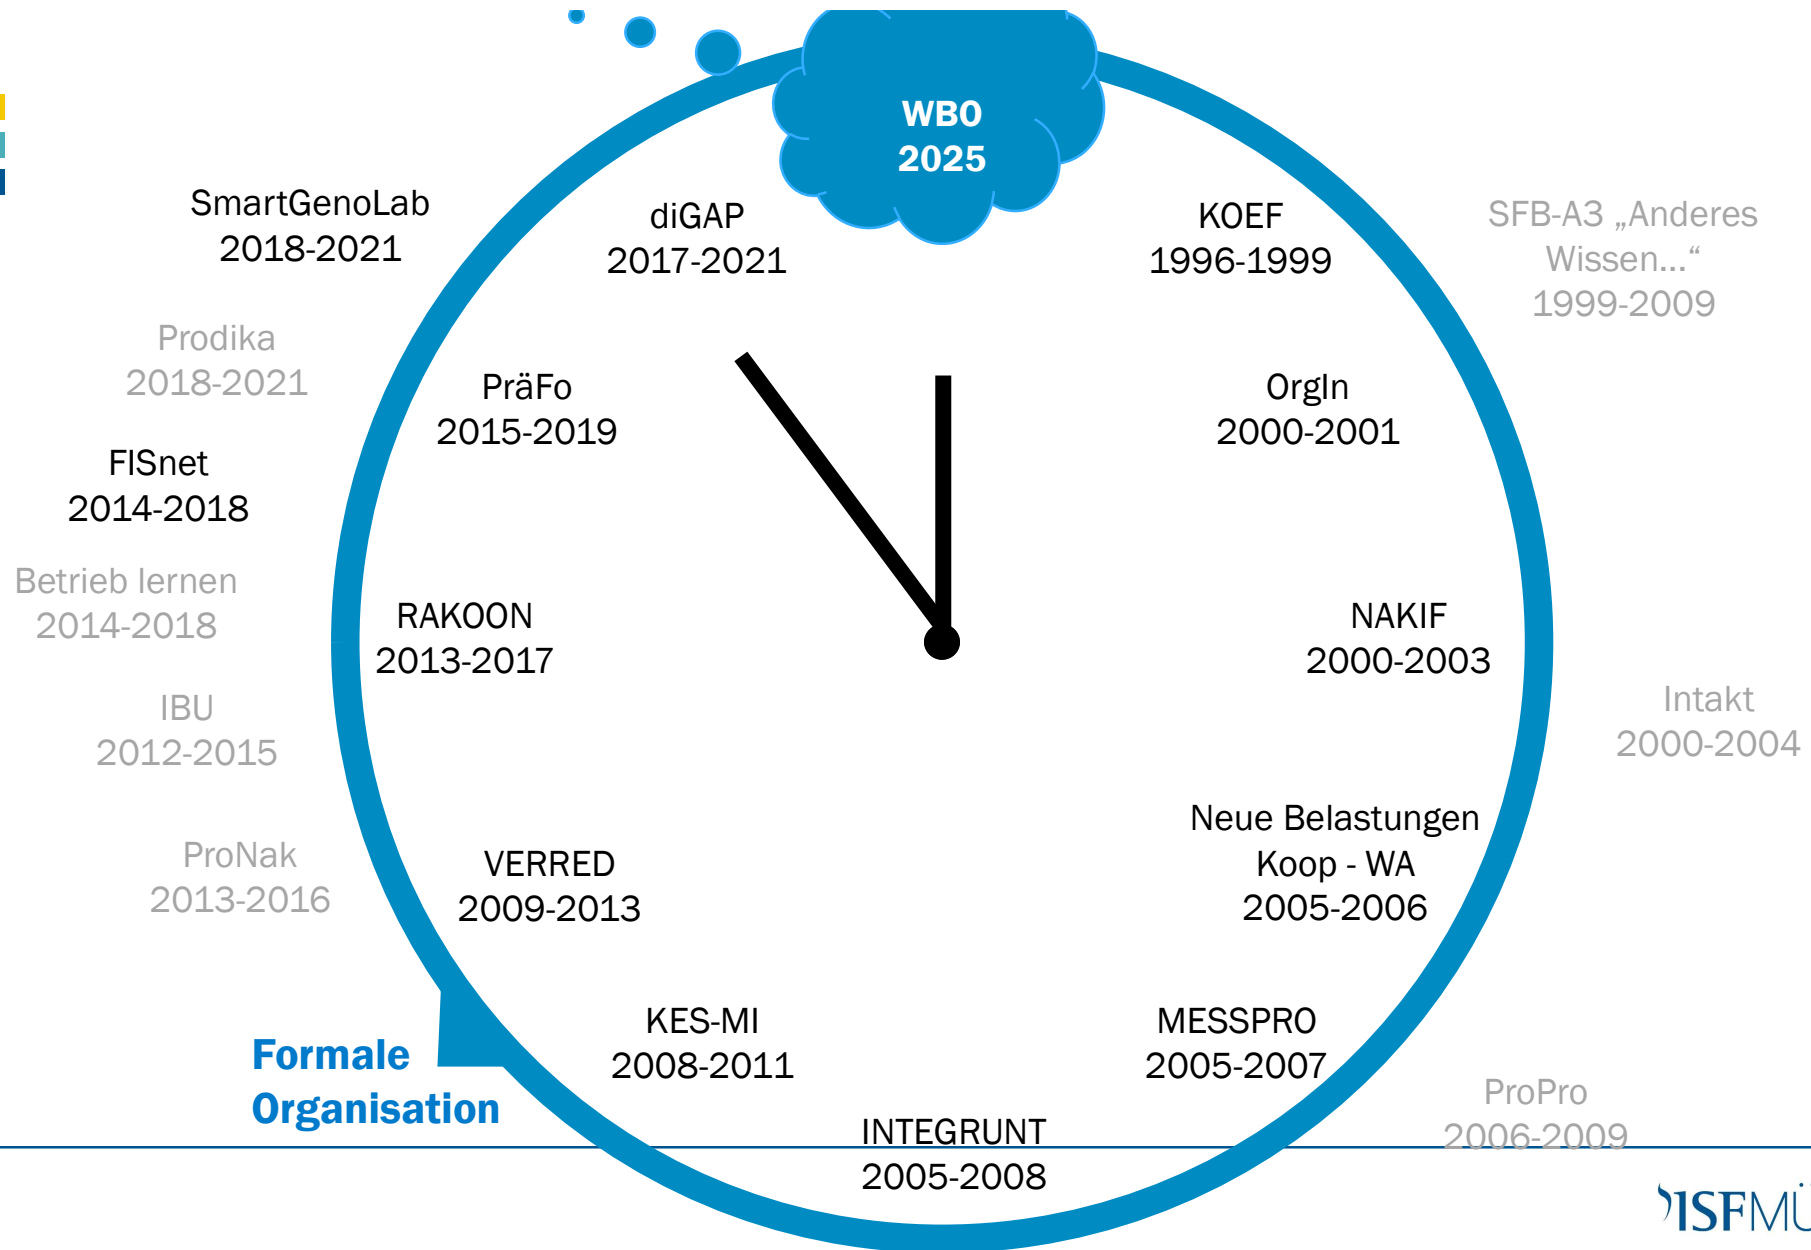 WBO
2025
SmartGenoLab
2018-2021
diGAP
2017-2021
KOEF
1996-1999
SFB-A3 „Anderes
Wissen...“
1999-2009
Prodika
2018-2021
PräFo
2015-2019
OrgIn
2000-2001
FISnet
2014-2018
Betrieb lernen
2014-2018
RAKOON
2013-2017
NAKIF
2000-2003
IBU
2012-2015
Intakt
2000-2004
Neue Belastungen
Koop - WA
2005-2006
ProNak
2013-2016
VERRED
2009-2013
KES-MI
2008-2011
MESSPRO
2005-2007
Formale
Organisation
ProPro
2006-2009
INTEGRUNT
2005-2008
ISFMÜ